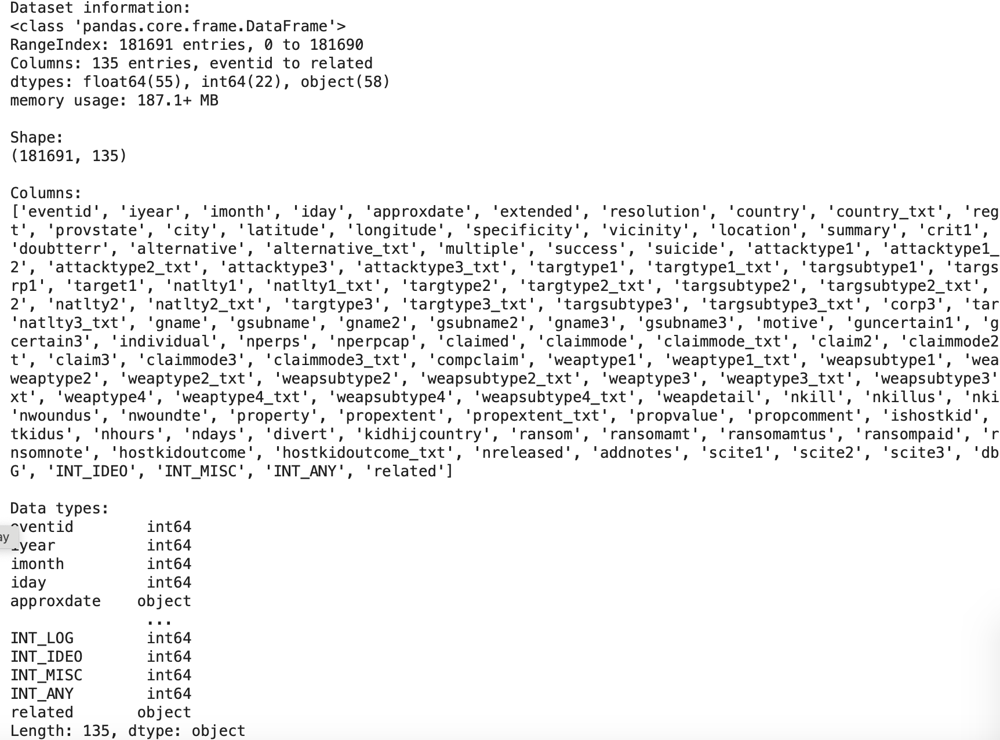 Dataset information:
<class 'pandas.core.frame.DataFrame'>
RangeIndex: 181691 entries, 0 to 181690
Columns: 135 entries, eventid to related
dtypes: float64(55), int64(22), object(58)
memory usage: 187.1+ MB
Shape:
(181691, 135)
Columns:
['eventid', 'iyear', 'imonth', 'iday', 'approxdate', 'extended', 'resolution', 'country', 'country_txt', 'reg
t', 'provstate', 'city', 'latitude', 'longitude', 'specificity', 'vicinity', 'location', 'summary', 'crit1',
'doubtterr', 'alternative', 'alternative_txt', 'multiple', 'success', 'suicide', 'attacktype1', 'attacktype1_
2', 'attacktype2_txt', 'attacktype3', 'attacktype3_txt', 'targtype1', 'targtype1_txt', 'targsubtype1', 'targs
rp1', 'target1', 'natlty1', 'natlty1_txt', 'targtype2', 'targtype2_txt', 'targsubtype2', 'targsubtype2_txt',
2', 'natlty2', 'natlty2_txt', 'targtype3', 'targtype3_txt', 'targsubtype3', 'targsubtype3_txt', 'corp3', 'tar
'natlty3_txt', 'gname', 'gsubname', 'gname2', 'gsubname2', 'gname3', 'gsubname3', 'motive', 'guncertain1', 'g
certain3', 'individual', 'nperps', 'nperpcap', 'claimed', 'claimmode', 'claimmode_txt', 'claim2', 'claimmode2
t', 'claim3', 'claimmode3', 'claimmode3_txt', 'compclaim', 'weaptype1', 'weaptype1_txt', 'weapsubtype1', 'wea
weaptype2', 'weaptype2_txt', 'weapsubtype2', 'weapsubtype2_txt', 'weaptype3', 'weaptype3_txt', 'weapsubtype3'
xt', 'weaptype4', 'weaptype4_txt', 'weapsubtype4', 'weapsubtype4_txt', 'weapdetail', 'nkill', 'nkillus', 'nki
'nwoundus', 'nwoundte', 'property', 'propextent', 'propextent_txt', 'propvalue', 'propcomment', 'ishostkid',
tkidus', 'nhours', 'ndays', 'divert', 'kidhijcountry', 'ransom', 'ransomamt', 'ransomamtus', 'ransompaid', 'r
nsomnote', 'hostkidoutcome', 'hostkidoutcome_txt', 'nreleased', 'addnotes', 'scite1', 'scite2', 'scite3', 'db
G', 'INT_IDEO', 'INT_MISC', 'INT_ANY', 'related']
Data types:
eventid int64
ay
iyear int64
imonth int64
iday int64
approxdate object
...
INT_LOG int64
INT_IDEO int64
INT_MISC int64
INT_ANY int64
related object
Length: 135, dtype: object